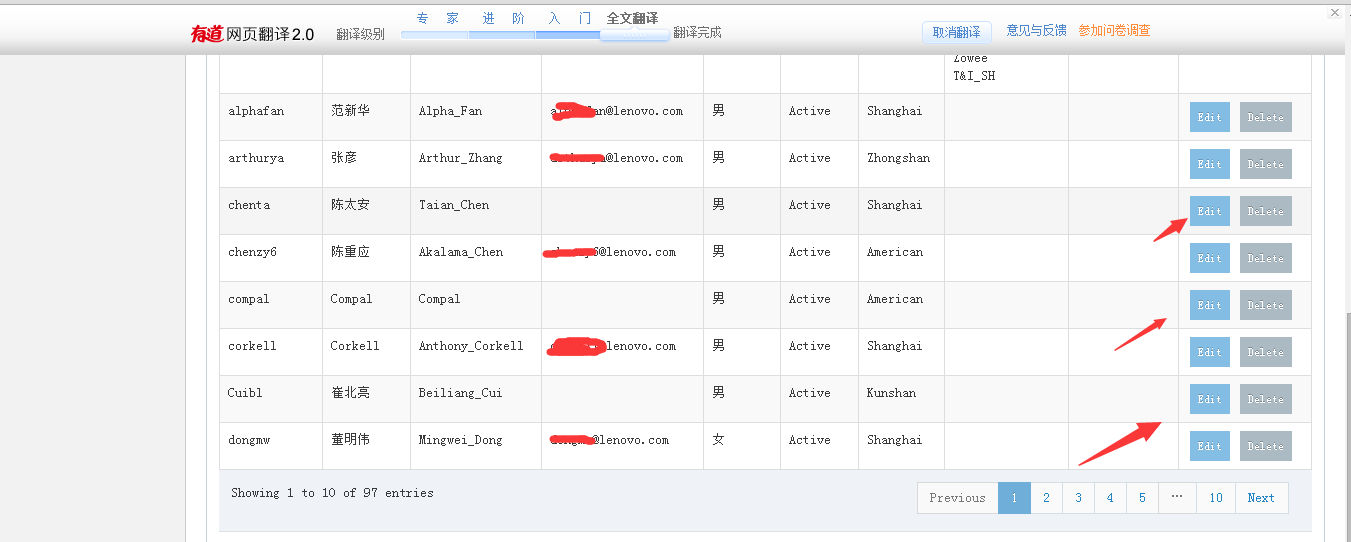 有道 网页翻译2.0 翻译级别 专家 进阶 入门 全文翻译 翻译完成 取消翻译 意见与反馈 参加问卷调查
Zowee
T&I_SH
alphafan 范新华 Alpha_Fan an@lenovo.com 男 Active Shanghai Edit Delete
arthurya 张彦 Arthur_Zhang @lenovo.com 男 Active Zhongshan Edit Delete
chenta 陈太安 Taian_Chen 男 Active Shanghai Edit Delete
chenzy6 陈重应 Akalama_Chen 6@lenovo.com 男 Active American Edit Delete
compal Compal Compal 男 Active American Edit Delete
corkell Corkell Anthony_Corkell lenovo.com 男 Active Shanghai Edit Delete
Cuibl 崔北亮 Beiliang_Cui 男 Active Kunshan Edit Delete
dongmw 董明伟 Mingwei_Dong @lenovo.com 女 Active Shanghai Edit Delete
Showing 1 to 10 of 97 entries Previous 1 2 3 4 5 … 10 Next